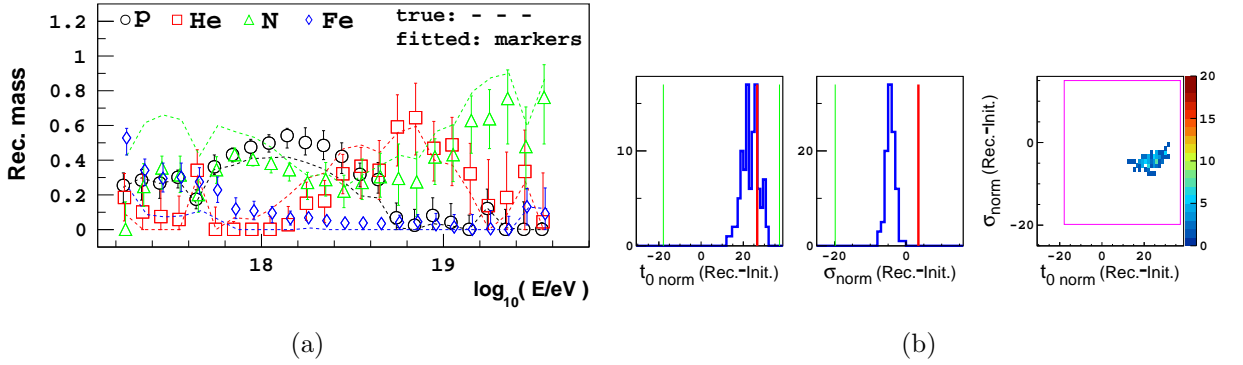 p He N Fe true: - - -
fitted: markers
Rec. mass
1.2
1
0.8
0.6
0.4
0.2
0
18 19
log10(E/eV)
(a)
10
0
−20 0 20
t0 norm (Rec.-Init.)
20
0
−20 0
σnorm (Rec.-Init.)
σnorm (Rec.-Init.)
0
−20
−20 0 20
t0 norm (Rec.-Init.)
20
15
10
5
0
(b)